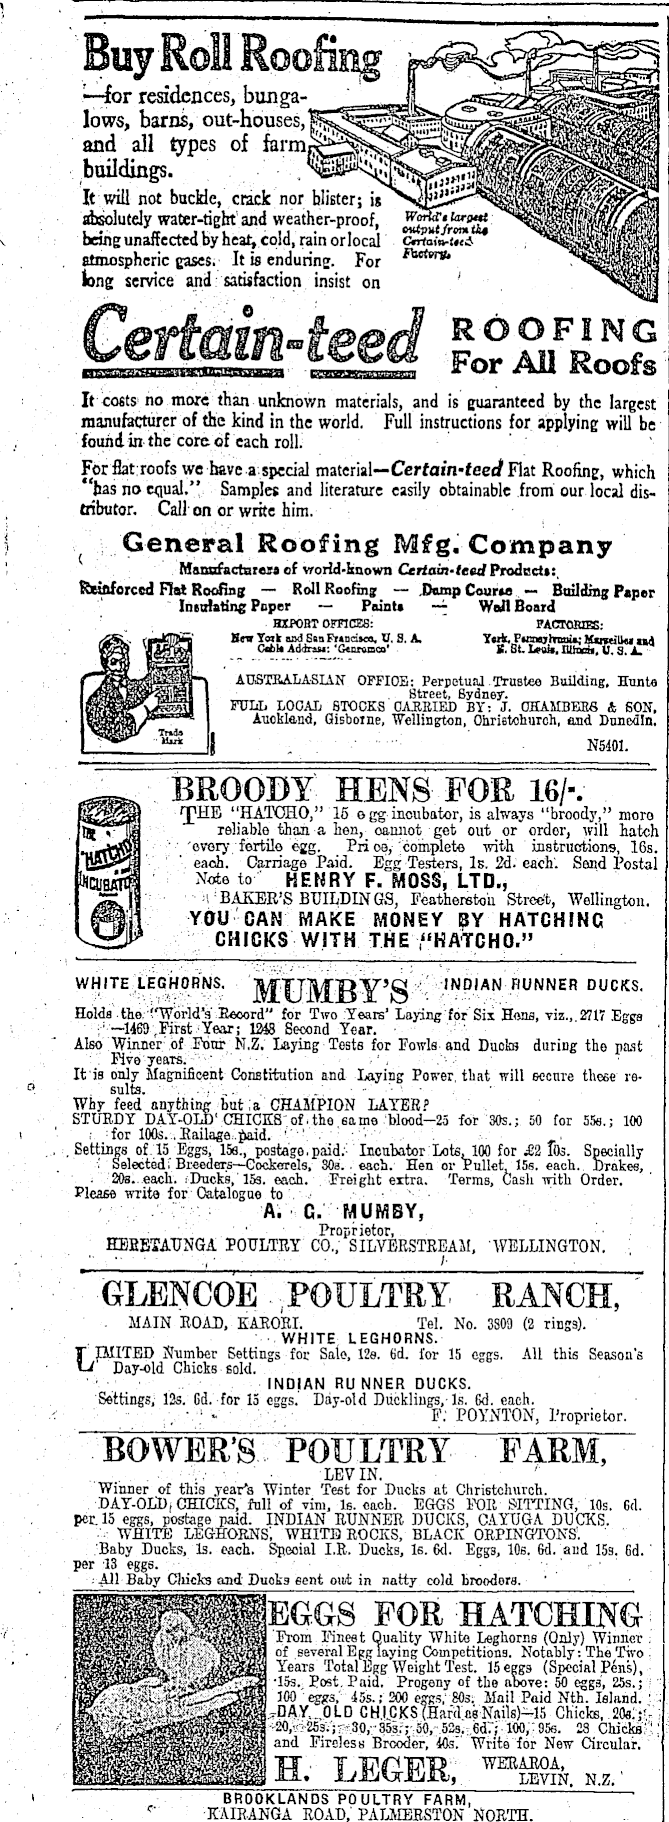 Buy Roll Roofing
—for residences, bunga-
lows, barns, out-houses,
and all types of farm
buildings.
It will not buckle, crack nor blister; is
absolutely water-tight and weather-proof,
being unaffected by heat, cold, rain or local
atmospheric gases. It is enduring. For
long service and satisfaction insist on
World's largest
output from the
Certain-teed
Factory.
Certain-teed ROOFING
For All Roofs
It costs no more than unknown materials, and is guaranteed by the largest
manufacturer of the kind in the world. Full instructions for applying will be
found in the core of each roll.
For flat roofs we have a special material—Certain-teed Flat Roofing, which
"has no equal." Samples and literature easily obtainable from our local dis-
tributor. Call on or write him.
General Roofing Mfg. Company
Manufacturers of world-known Certain-teed Products:
Reinforced Flat Roofing — Roll Roofing — Damp Course — Building Paper
Insulating Paper — Paints — Wall Board
EXPORT OFFICES:
New York and San Francisco, U. S. A.
Cable Address: 'Genromco'
FACTORIES:
York, Pennsylvania; Marseilles and
E. St. Louis, Illinois, U. S. A.
Trade
Mark
AUSTRALASIAN OFFICE: Perpetual Trustee Building, Hunte
Street, Sydney.
FULL LOCAL STOCKS CARRIED BY: J. CHAMBERS & SON,
Auckland, Gisborne, Wellington, Christchurch, and Dunedin.
N5401.
BROODY HENS FOR 16/-.
THE "HATCHO" INCUBATOR
THE "HATCHO," 15 egg incubator, is always "broody," more
reliable than a hen, cannot get out or order, will hatch
every fertile egg. Price, complete with instructions, 16s.
each. Carriage Paid. Egg Testers, 1s. 2d. each. Send Postal
Note to HENRY F. MOSS, LTD.,
BAKER'S BUILDINGS, Featherston Street, Wellington.
YOU CAN MAKE MONEY BY HATCHING
CHICKS WITH THE "HATCHO."
WHITE LEGHORNS. MUMBY'S INDIAN RUNNER DUCKS.
Holds the "World's Record" for Two Years' Laying for Six Hens, viz., 2717 Eggs
—1469 First Year; 1248 Second Year.
Also Winner of Four N.Z. Laying Tests for Fowls and Ducks during the past
Five years.
It is only Magnificent Constitution and Laying Power that will secure these re-
sults.
Why feed anything but a CHAMPION LAYER?
STURDY DAY-OLD CHICKS of the same blood—25 for 30s.; 50 for 55s.; 100
for 100s. Railage paid.
Settings of 15 Eggs, 15s., postage paid. Incubator Lots, 100 for £2 10s. Specially
Selected Breeders—Cockerels, 30s. each. Hen or Pullet, 15s. each. Drakes,
20s. each. Ducks, 15s. each. Freight extra. Terms, Cash with Order.
Please write for Catalogue to
A. G. MUMBY,
Proprietor,
HERETAUNGA POULTRY CO., SILVERSTREAM, WELLINGTON.
GLENCOE POULTRY RANCH,
MAIN ROAD, KARORI. Tel. No. 3809 (2 rings).
WHITE LEGHORNS.
LIMITED Number Settings for Sale, 12s. 6d. for 15 eggs. All this Season's
Day-old Chicks sold.
INDIAN RUNNER DUCKS.
Settings, 12s. 6d. for 15 eggs. Day-old Ducklings, 1s. 6d. each.
F. POYNTON, Proprietor.
BOWER'S POULTRY FARM,
LEVIN.
Winner of this year's Winter Test for Ducks at Christchurch.
DAY-OLD CHICKS, full of vim, 1s. each. EGGS FOR SITTING, 10s. 6d.
per 15 eggs, postage paid. INDIAN RUNNER DUCKS, CAYUGA DUCKS.
WHITE LEGHORNS, WHITE ROCKS, BLACK ORPINGTONS.
Baby Ducks, 1s. each. Special I.R. Ducks, 1s. 6d. Eggs, 10s. 6d. and 15s. 6d.
per 13 eggs.
All Baby Chicks and Ducks sent out in natty cold brooders.
EGGS FOR HATCHING
From Finest Quality White Leghorns (Only) Winner
of several Egg laying Competitions. Notably: The Two
Years Total Egg Weight Test. 15 eggs (Special Pens),
15s. Post Paid. Progeny of the above: 50 eggs, 25s.;
100 eggs, 45s.; 200 eggs, 80s. Mail Paid Nth. Island.
DAY OLD CHICKS (Hard as Nails)—15 Chicks, 20s.;
20, 25s.; 30, 35s.; 50, 52s. 6d.; 100, 95s. 28 Chicks
and Fireless Brooder, 40s. Write for New Circular.
H. LEGER, WERAROA,
LEVIN, N.Z.
BROOKLANDS POULTRY FARM,
KAIRANGA ROAD, PALMERSTON NORTH.